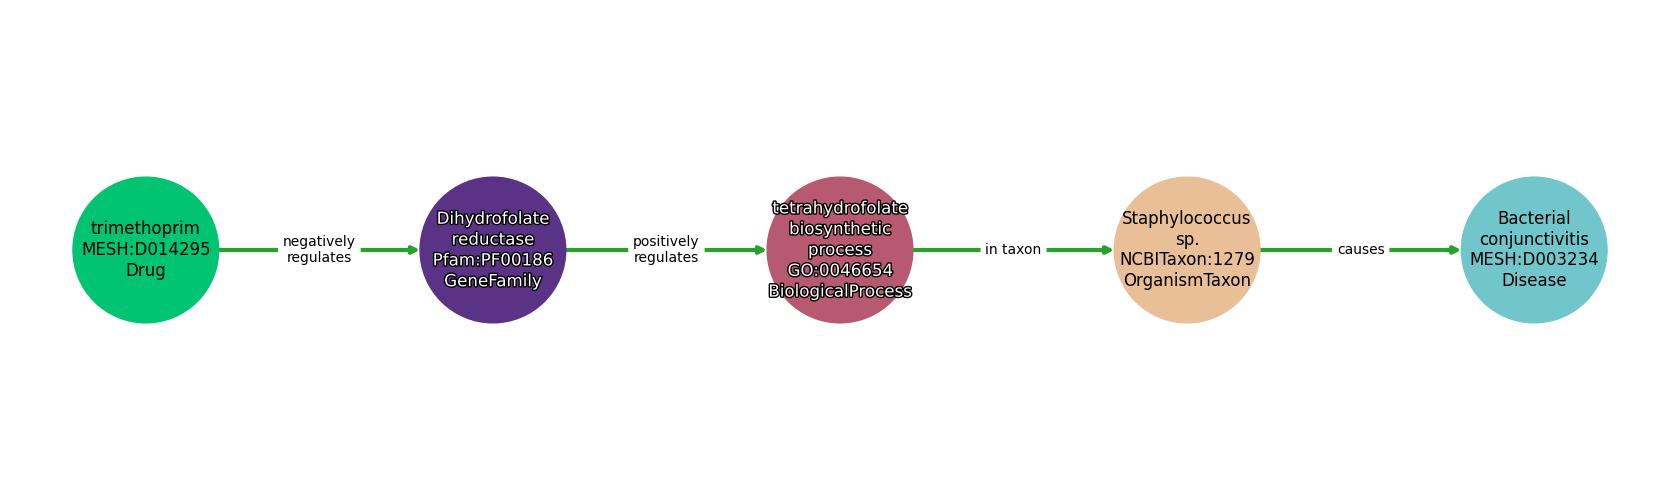 trimethoprim
MESH:D014295
Drug
negatively
regulates
Dihydrofolate
reductase
Pfam:PF00186
GeneFamily
positively
regulates
tetrahydrofolate
biosynthetic
process
GO:0046654
BiologicalProcess
in taxon
Staphylococcus
sp.
NCBITaxon:1279
OrganismTaxon
causes
Bacterial
conjunctivitis
MESH:D003234
Disease